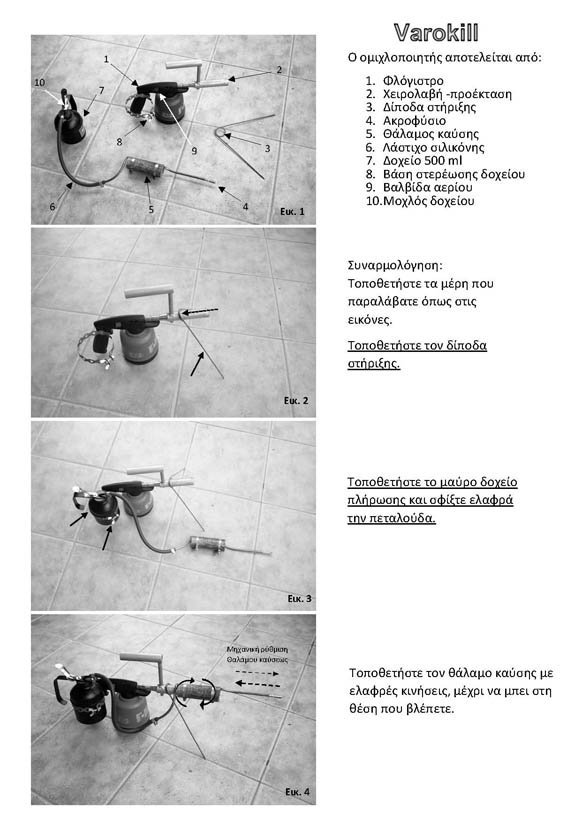 Varokill
Ο ομιχλοποιητής αποτελείται από:
1. Φλόγιστρο
2. Χειρολαβή -προέκταση
3. Δίποδα στήριξης
4. Ακροφύσιο
5. Θάλαμος καύσης
6. Λάστιχο σιλικόνης
7. Δοχείο 500 ml
8. Βάση στερέωσης δοχείου
9. Βαλβίδα αερίου
10.Μοχλός δοχείου
1
2
10
7
8
9
3
6
5
4
Εικ. 1
Συναρμολόγηση:
Τοποθετήστε τα μέρη που
παραλάβατε όπως στις
εικόνες.
Τοποθετήστε τον δίποδα
στήριξης.
Εικ. 2
Τοποθετήστε το μαύρο δοχείο
πλήρωσης και σφίξτε ελαφρά
την πεταλούδα.
Εικ. 3
Μηχανική ρύθμιση
Θαλάμου καύσεως
Τοποθετήστε τον θάλαμο καύσης με
ελαφρές κινήσεις, μέχρι να μπει στη
θέση που βλέπετε.
Εικ. 4